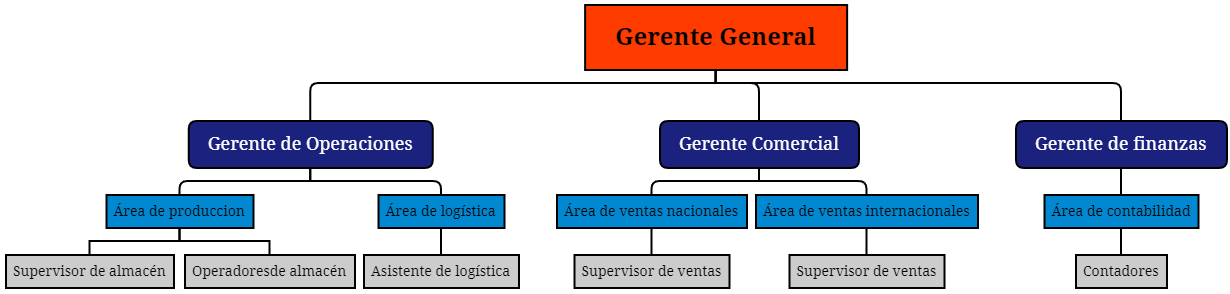 Gerente General
Gerente de Operaciones
Gerente Comercial
Gerente de finanzas
Área de produccion
Área de logística
Área de ventas nacionales
Área de ventas internacionales
Área de contabilidad
Supervisor de almacén
Operadoresde almacén
Asistente de logística
Supervisor de ventas
Supervisor de ventas
Contadores